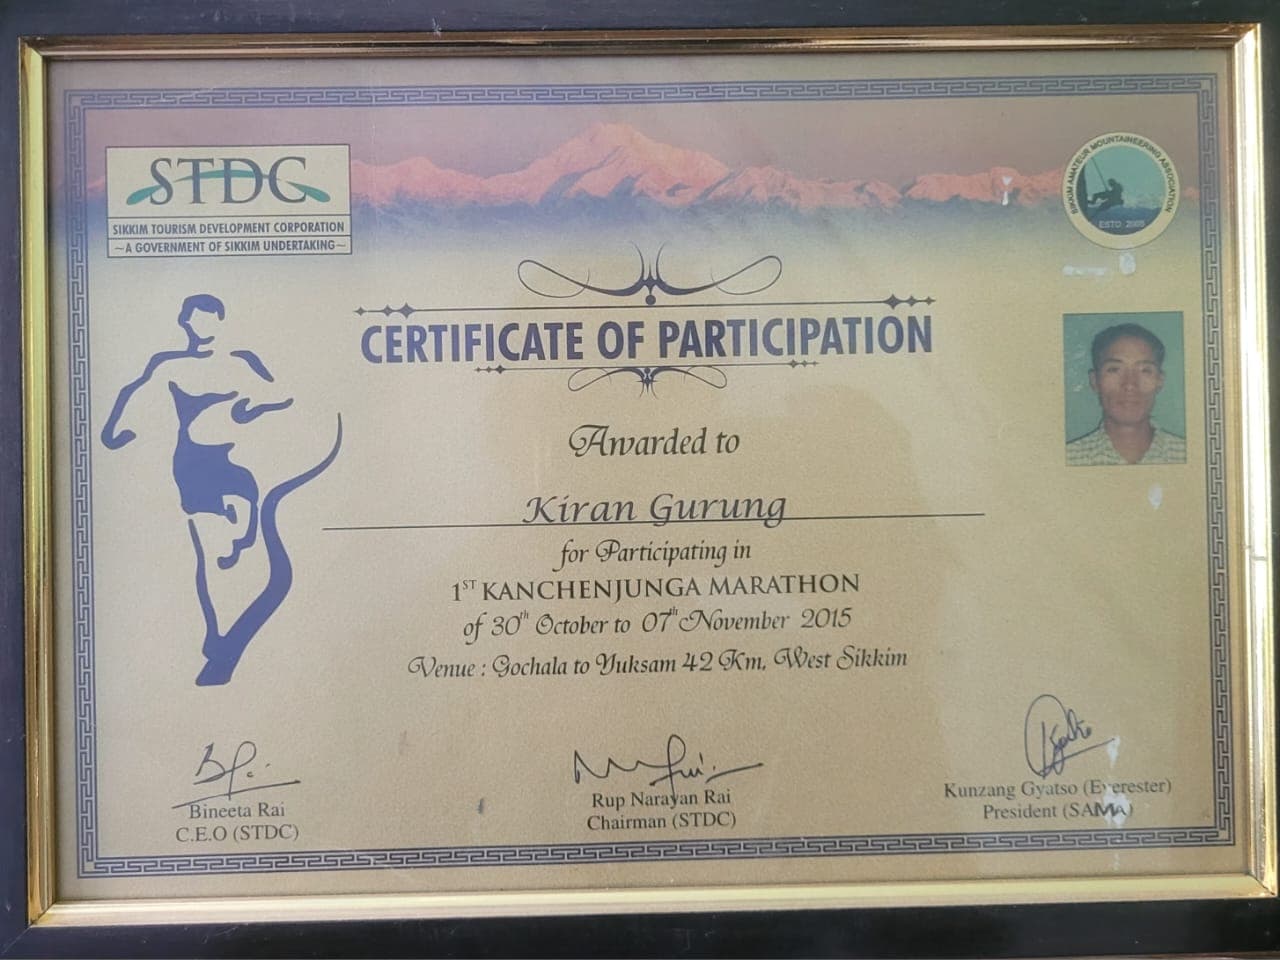 STDC
SIKKIM TOURISM DEVELOPMENT CORPORATION
~A GOVERNMENT OF SIKKIM UNDERTAKING~
SIKKIM AMATEUR MOUNTAINEERING ASSOCIATION
ESTD 2008
CERTIFICATE OF PARTICIPATION
Awarded to
Kiran Gurung
for Participating in
1ST KANCHENJUNGA MARATHON
of 30th October to 07th November 2015
Venue : Gochala to Yuksam 42 Km, West Sikkim
Bineeta Rai
C.E.O (STDC)
Rup Narayan Rai
Chairman (STDC)
Kunzang Gyatso (Everester)
President (SAMA)